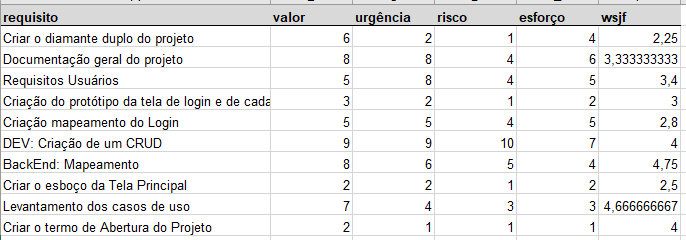 requisito valor urgência risco esforço wsjf
Criar o diamante duplo do projeto 6 2 1 4 2,25
Documentação geral do projeto 8 8 4 6 3,333333333
Requisitos Usuários 5 8 4 5 3,4
Criação do protótipo da tela de login e de cada 3 2 1 2 3
Criação mapeamento do Login 5 5 4 5 2,8
DEV: Criação de um CRUD 9 9 10 7 4
BackEnd: Mapeamento 8 6 5 4 4,75
Criar o esboço da Tela Principal 2 2 1 2 2,5
Levantamento dos casos de uso 7 4 3 3 4,666666667
Criar o termo de Abertura do Projeto 2 1 1 1 4